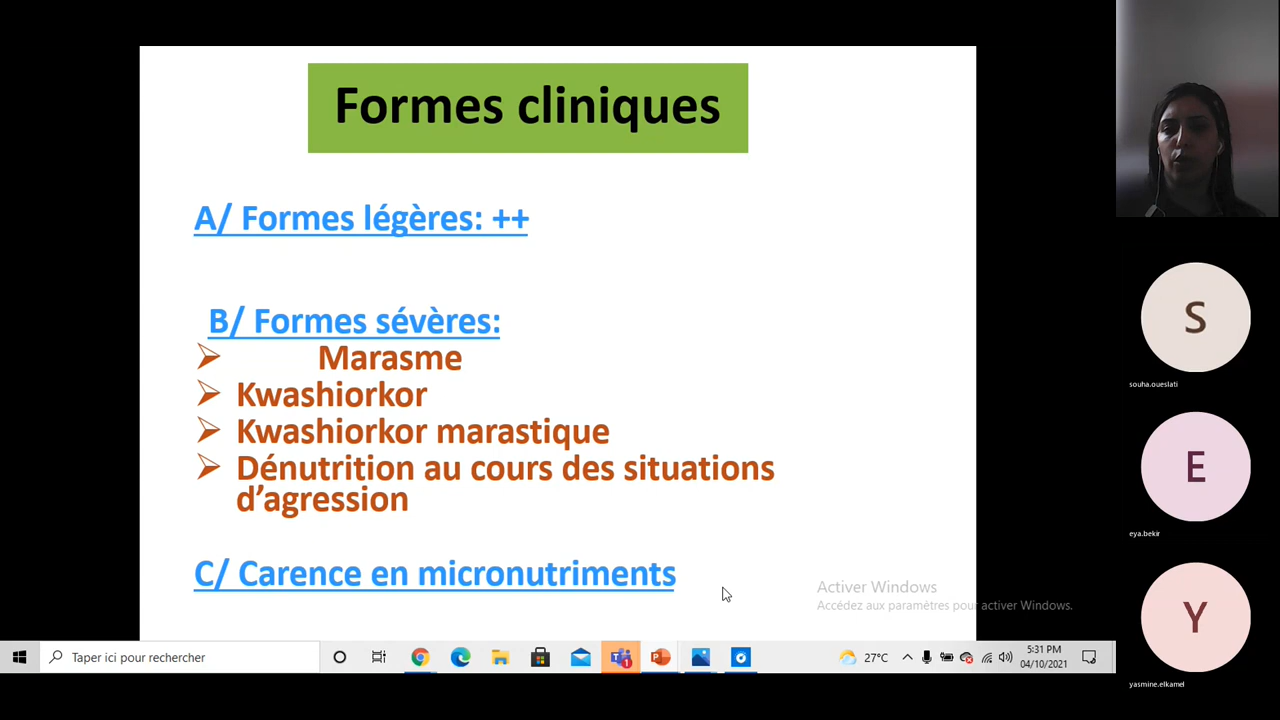 Formes cliniques
A/ Formes légères: ++
B/ Formes sévères:
Marasme
Kwashiorkor
Kwashiorkor marastique
Dénutrition au cours des situations
d’agression
C/ Carence en micronutriments
Activer Windows
Accédez aux paramètres pour activer Windows.
Taper ici pour rechercher
1
27°C
5:31 PM
04/10/2021
S
souha.oueslati
E
eya.bekir
Y
yasmine.elkamel